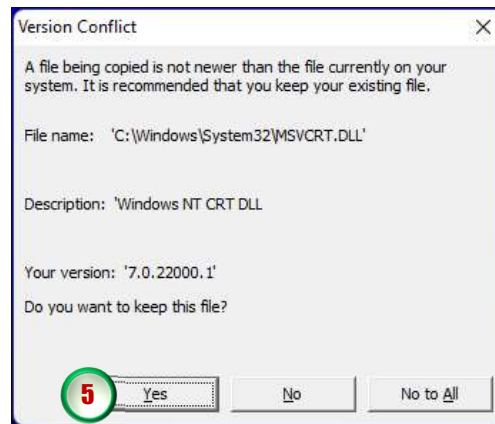 Version Conflict
A file being copied is not newer than the file currently on your
system. It is recommended that you keep your existing file.
File name: 'C:\Windows\System32\MSVCRT.DLL'
Description: 'Windows NT CRT DLL
Your version: '7.0.22000.1'
Do you want to keep this file?
5 Yes No No to All